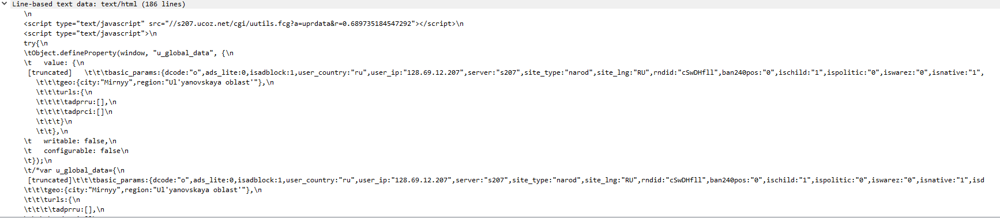 Line-based text data: text/html (186 lines)
\n
<script type="text/javascript" src="//s207.ucoz.net/cgi/uutils.fcg?a=uprdata&r=0.689735184547292"></script>\n
<script type="text/javascript">\n
try{\n
\tObject.defineProperty(window, "u_global_data", {\n
\t   value: {\n
[truncated]   \t\t\tbasic_params:{dcode:"o",ads_lite:0,isadblock:1,user_country:"ru",user_ip:"128.69.12.207",server:"s207",site_type:"narod",site_lng:"RU",rndid:"cSwDHfll",ban240pos:"0",ischild:"1",ispolitic:"0",iswarez:"0",isnative:"1",
\t\t\tgeo:{city:"Mirnyy",region:"Ul'yanovskaya oblast'"},\n
\t\t\turls:{\n
\t\t\t\tadprru:[],\n
\t\t\t\tadprci:[]\n
\t\t\t}\n
\t\t},\n
\t   writable: false,\n
\t   configurable: false\n
\t});\n
\t/*var u_global_data={\n
[truncated]\t\t\tbasic_params:{dcode:"o",ads_lite:0,isadblock:1,user_country:"ru",user_ip:"128.69.12.207",server:"s207",site_type:"narod",site_lng:"RU",rndid:"cSwDHfll",ban240pos:"0",ischild:"1",ispolitic:"0",iswarez:"0",isnative:"1",isd
\t\t\tgeo:{city:"Mirnyy",region:"Ul'yanovskaya oblast'"},\n
\t\t\turls:{\n
\t\t\t\tadprru:[],\n